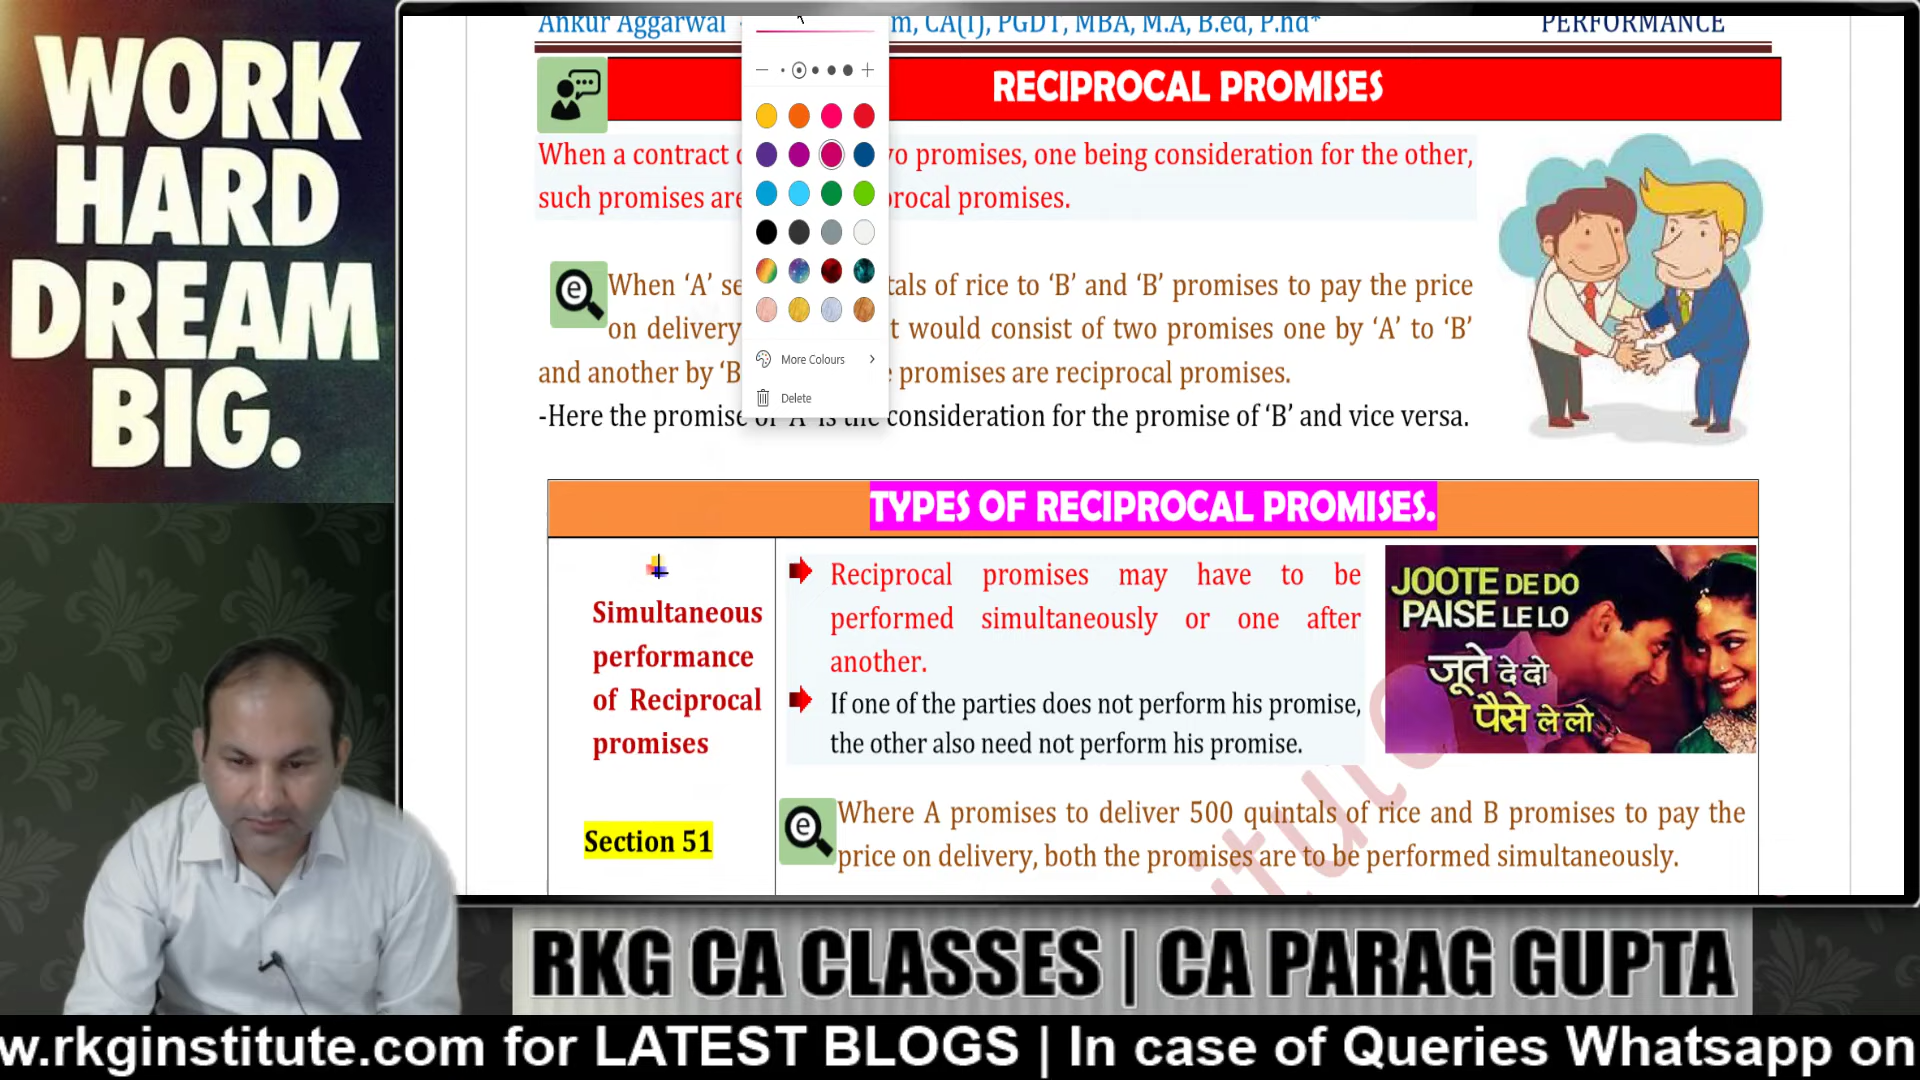 WORK
HARD
DREAM
BIG.
Ankur Aggarwal - m, CA(I), PGDT, MBA, M.A, B.ed, P.hd* PERFORMANCE
RECIPROCAL PROMISES
When a contract promises, one being consideration for the other,
such promises are promises.
When ‘A’ of rice to ‘B’ and ‘B’ promises to pay the price
on delivery would consist of two promises one by ‘A’ to ‘B’
and another by ‘B promises are reciprocal promises.
-Here the promise of ‘A’ is the consideration for the promise of ‘B’ and vice versa.
More Colours
Delete
TYPES OF RECIPROCAL PROMISES.
Simultaneous
performance
of Reciprocal
promises
Section 51
Reciprocal promises may have to be
performed simultaneously or one after
another.
If one of the parties does not perform his promise,
the other also need not perform his promise.
JOOTE DE DO
PAISE LE LO
जूते दे दो
पैसे ले लो
Where A promises to deliver 500 quintals of rice and B promises to pay the
price on delivery, both the promises are to be performed simultaneously.
RKG CA CLASSES | CA PARAG GUPTA
w.rkginstitute.com for LATEST BLOGS | In case of Queries Whatsapp on